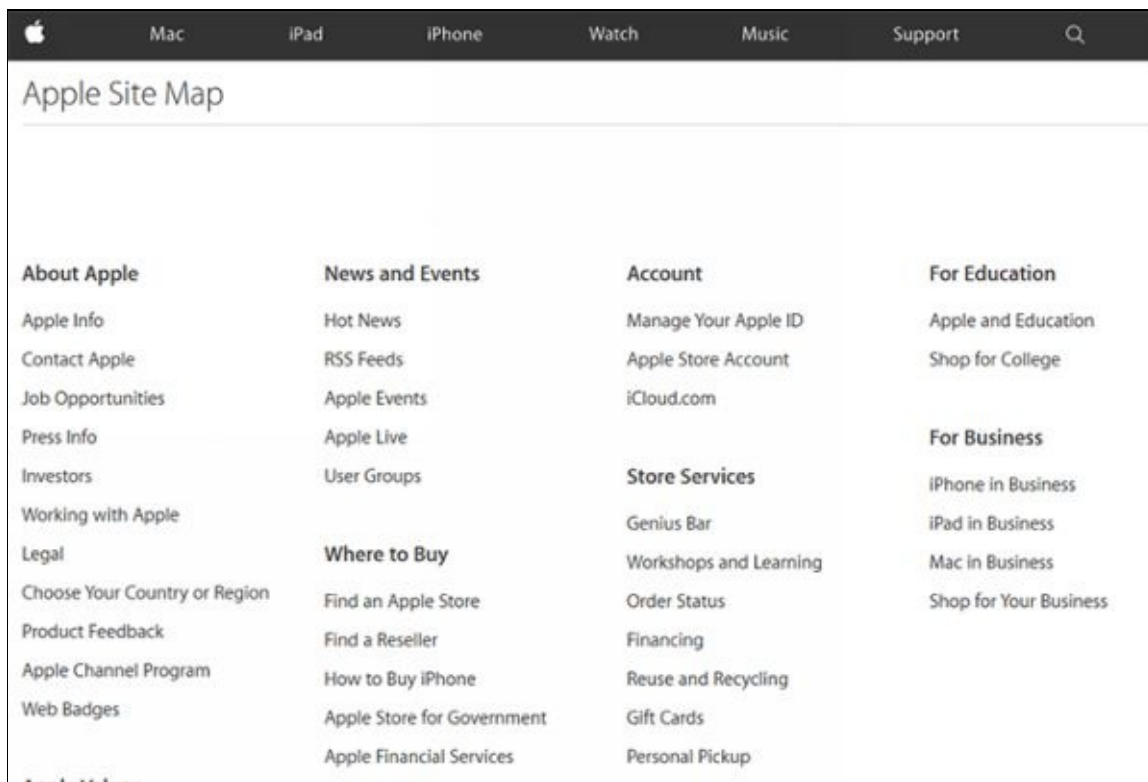 Mac iPad iPhone Watch Music Support
Apple Site Map
About Apple
Apple Info
Contact Apple
Job Opportunities
Press Info
Investors
Working with Apple
Legal
Choose Your Country or Region
Product Feedback
Apple Channel Program
Web Badges
News and Events
Hot News
RSS Feeds
Apple Events
Apple Live
User Groups
Where to Buy
Find an Apple Store
Find a Reseller
How to Buy iPhone
Apple Store for Government
Apple Financial Services
Account
Manage Your Apple ID
Apple Store Account
iCloud.com
Store Services
Genius Bar
Workshops and Learning
Order Status
Financing
Reuse and Recycling
Gift Cards
Personal Pickup
For Education
Apple and Education
Shop for College
For Business
iPhone in Business
iPad in Business
Mac in Business
Shop for Your Business